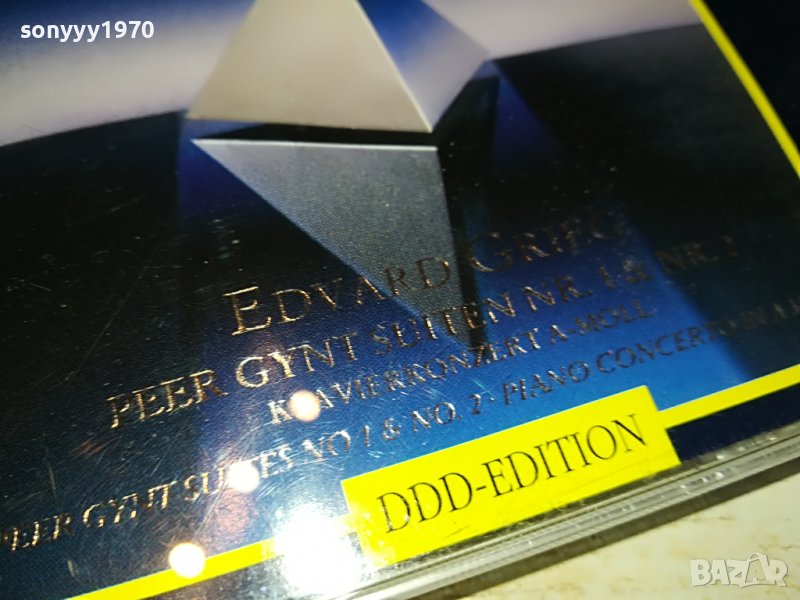 sonyyy1970
EDVARD GRIEG
PEER GYNT SUITEN NR. 1 & NR. 2
KLAVIERKONZERT A-MOLL
PEER GYNT SUITES NO 1 & NO. 2 · PIANO CONCERTO IN A
DDD-EDITION
BAZAR